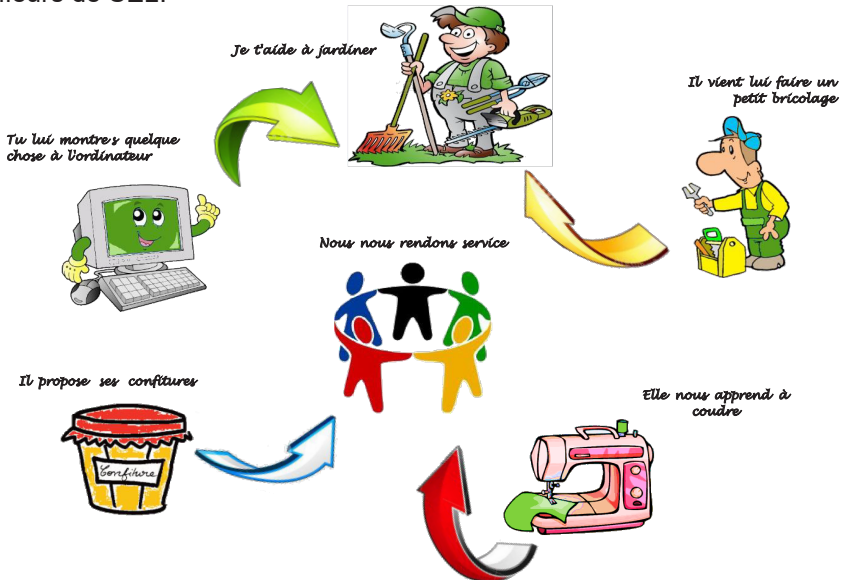 Je t'aide à jardiner
Il vient lui faire un
petit bricolage
Tu lui montres quelque
chose à l'ordinateur
Nous nous rendons service
Il propose ses confitures
Elle nous apprend à
coudre
Confiture